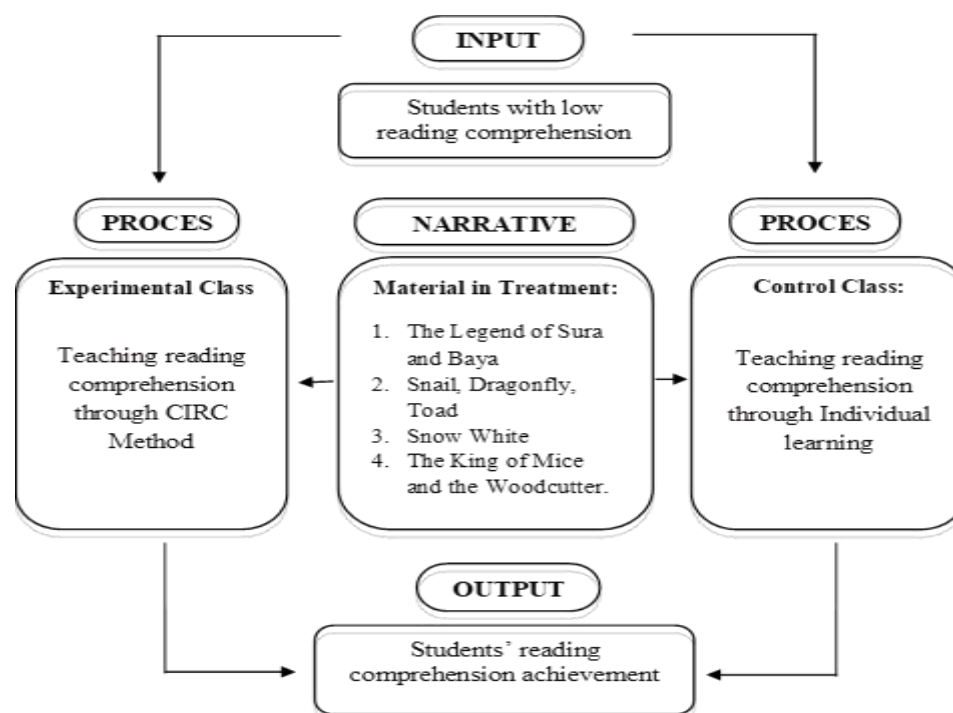 INPUT
Students with low
reading comprehension
PROCES
NARRATIVE
PROCES
Experimental Class
Teaching reading
comprehension
through CIRC
Method
Material in Treatment:
1. The Legend of Sura
and Baya
2. Snail, Dragonfly,
Toad
3. Snow White
4. The King of Mice
and the Woodcutter.
Control Class:
Teaching reading
comprehension
through Individual
learning
OUTPUT
Students’ reading
comprehension achievement